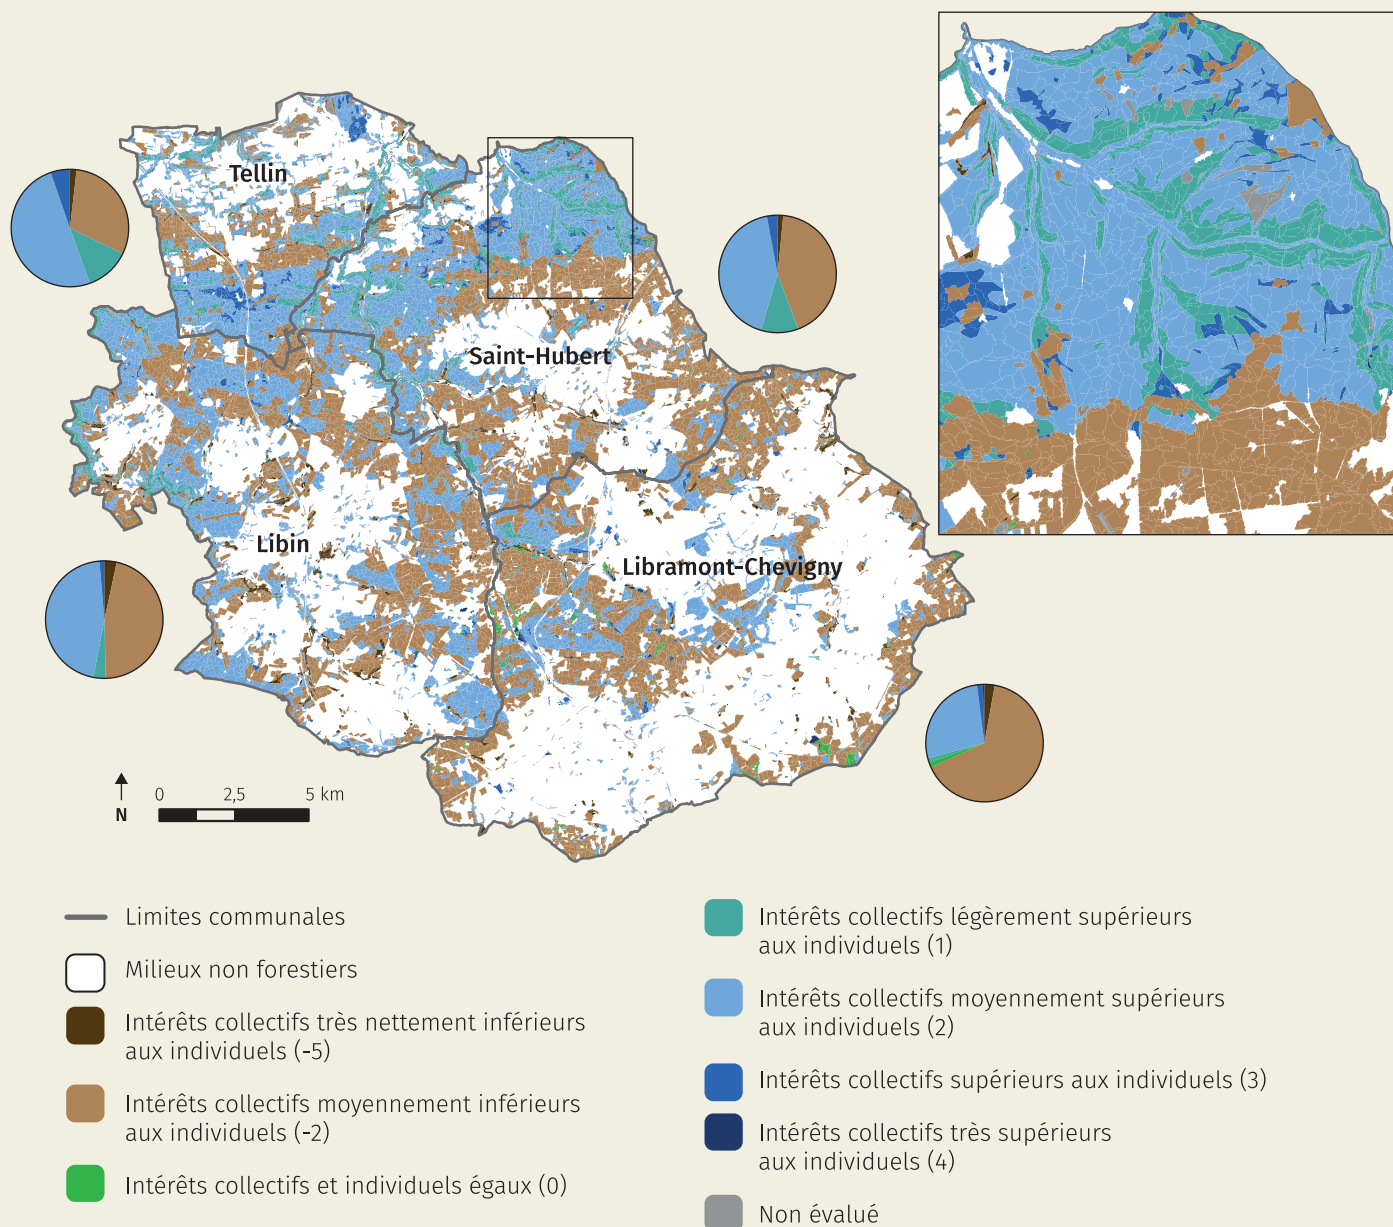 Tellin
Saint-Hubert
Libin
Libramont-Chevigny
0 2,5 5 km
N
Limites communales
Milieux non forestiers
Intérêts collectifs très nettement inférieurs
aux individuels (-5)
Intérêts collectifs moyennement inférieurs
aux individuels (-2)
Intérêts collectifs et individuels égaux (0)
Intérêts collectifs légèrement supérieurs
aux individuels (1)
Intérêts collectifs moyennement supérieurs
aux individuels (2)
Intérêts collectifs supérieurs aux individuels (3)
Intérêts collectifs très supérieurs
aux individuels (4)
Non évalué